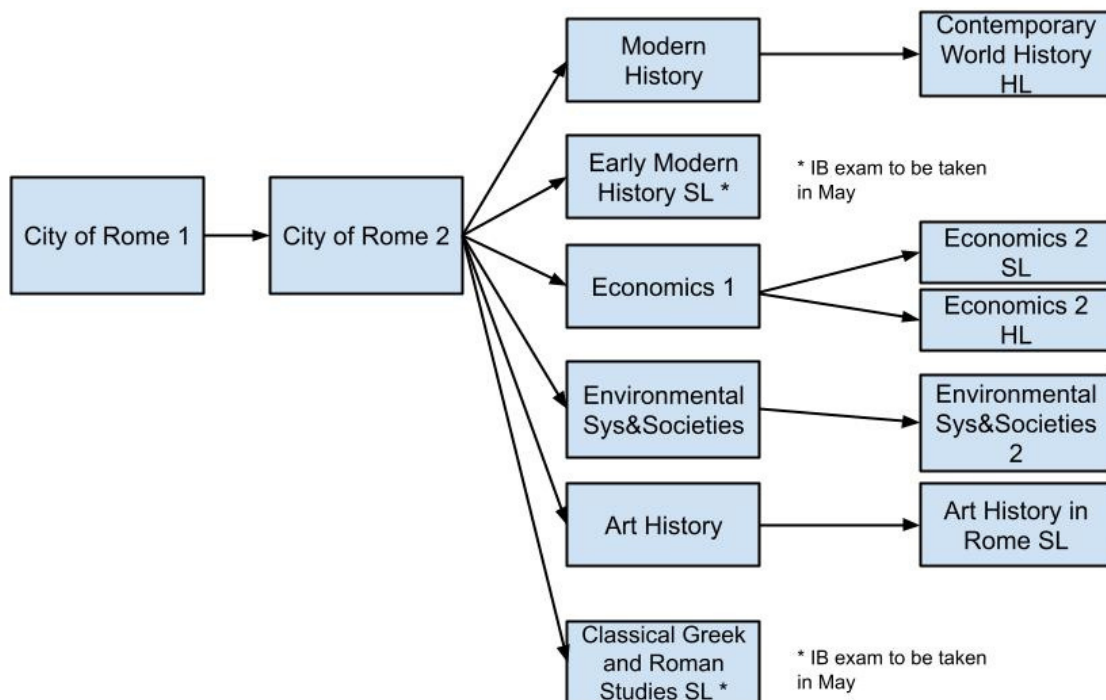 Modern
History
Contemporary
World History
HL
Early Modern
History SL *
* IB exam to be taken
in May
City of Rome 1
City of Rome 2
Economics 1
Economics 2
SL
Economics 2
HL
Environmental
Sys&Societies
Environmental
Sys&Societies
2
Art History
Art History in
Rome SL
Classical Greek
and Roman
Studies SL *
* IB exam to be taken
in May